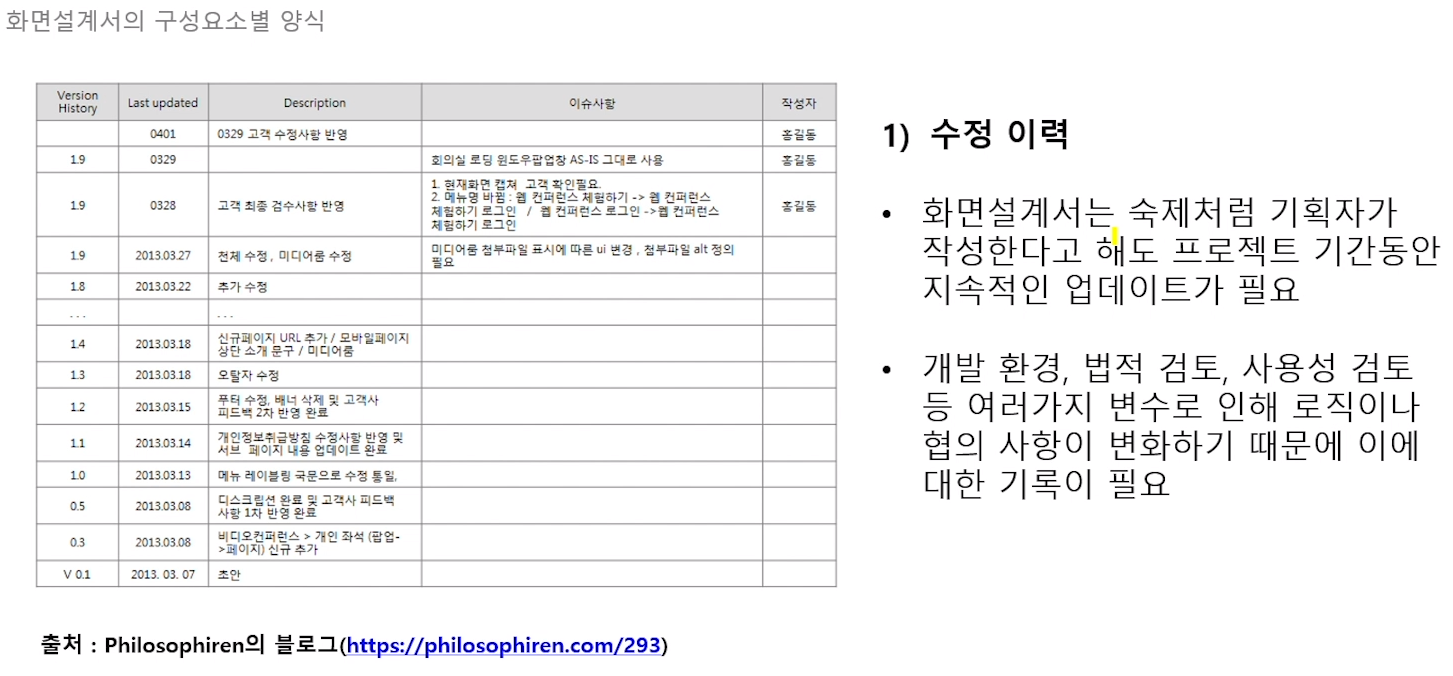 화면설계서의 구성요소별 양식
Version History | Last updated | Description | 이슈사항 | 작성자
| 0401 | 0329 고객 수정사항 반영 | | 홍길동
1.9 | 0329 | | 회의실 로딩 윈도우팝업창 AS-IS 그대로 사용 | 홍길동
1.9 | 0328 | 고객 최종 검수사항 반영 | 1. 현재화면 캡쳐 고객 확인필요.
2. 메뉴명 바뀜 : 웹 컨퍼런스 체험하기 -> 웹 컨퍼런스
체험하기 로그인 / 웹 컨퍼런스 로그인 ->웹 컨퍼런스
체험하기 로그인 | 홍길동
1.9 | 2013.03.27 | 전체 수정 , 미디어룸 수정 | 미디어룸 첨부파일 표시에 따른 ui 변경 , 첨부파일 alt 정의
필요
1.8 | 2013.03.22 | 추가 수정
. . . | | . . .
1.4 | 2013.03.18 | 신규페이지 URL 추가 / 모바일페이지
상단 소개 문구 / 미디어룸
1.3 | 2013.03.18 | 오탈자 수정
1.2 | 2013.03.15 | 푸터 수정, 배너 삭제 및 고객사
피드백 2차 반영 완료
1.1 | 2013.03.14 | 개인정보취급방침 수정사항 반영 및
서브 페이지 내용 업데이트 완료
1.0 | 2013.03.13 | 메뉴 레이블링 국문으로 수정 통일,
0.5 | 2013.03.08 | 디스크립션 완료 및 고객사 피드백
사항 1차 반영 완료
0.3 | 2013.03.08 | 비디오컨퍼런스 > 개인 좌석 (팝업-
>페이지) 신규 추가
V 0.1 | 2013. 03. 07 | 초안
출처 : Philosophiren의 블로그(https://philosophiren.com/293)
1) 수정 이력
• 화면설계서는 숙제처럼 기획자가
작성한다고 해도 프로젝트 기간동안
지속적인 업데이트가 필요
• 개발 환경, 법적 검토, 사용성 검토
등 여러가지 변수로 인해 로직이나
협의 사항이 변화하기 때문에 이에
대한 기록이 필요